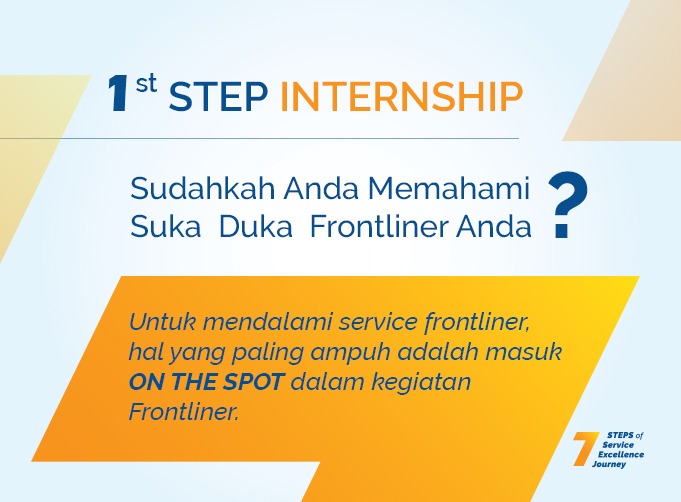 1st STEP INTERNSHIP
Sudahkah Anda Memahami
Suka Duka Frontliner Anda ?
Untuk mendalami service frontliner,
hal yang paling ampuh adalah masuk
ON THE SPOT dalam kegiatan
Frontliner.
7 STEPS of
Service
Excellence
Journey